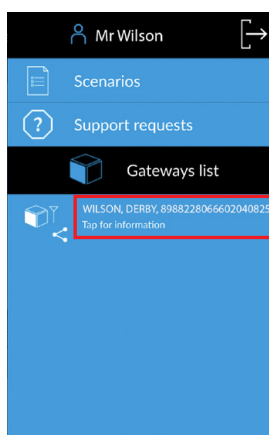 Mr Wilson
Scenarios
? Support requests
Gateways list
WILSON, DERBY, 8988228066602040825
Tap for information